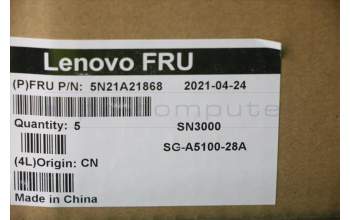 Lenovo FRU
(P)FRU P/N: 5N21A21868 2021-04-24
Quantity: 5 SN3000
SG-A5100-28A
(4L)Origin: CN
Made in China